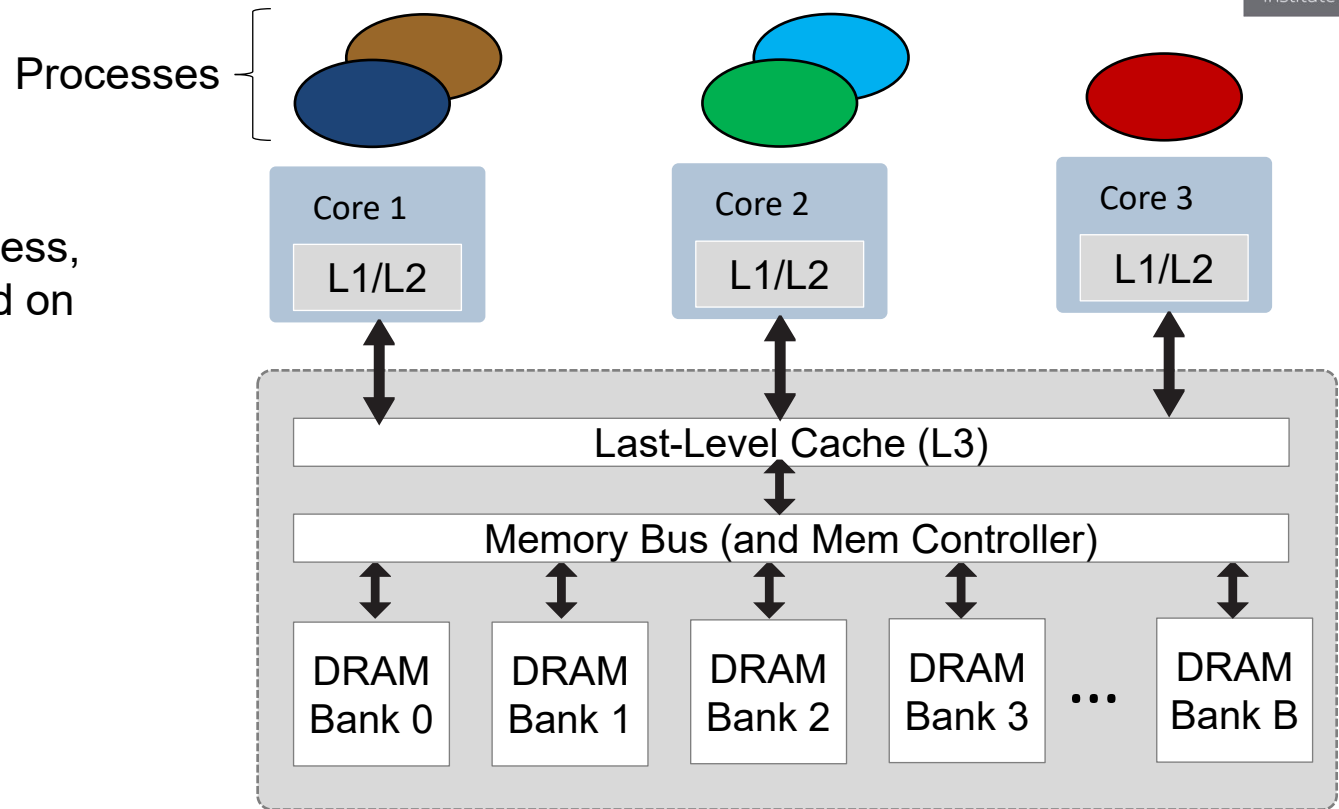 Institute
Processes
Core 1
Core 2
Core 3
L1/L2
L1/L2
L1/L2
ess,
d on
Last-Level Cache (L3)
Memory Bus (and Mem Controller)
DRAM
Bank 0
DRAM
Bank 1
DRAM
Bank 2
DRAM
Bank 3
...
DRAM
Bank B